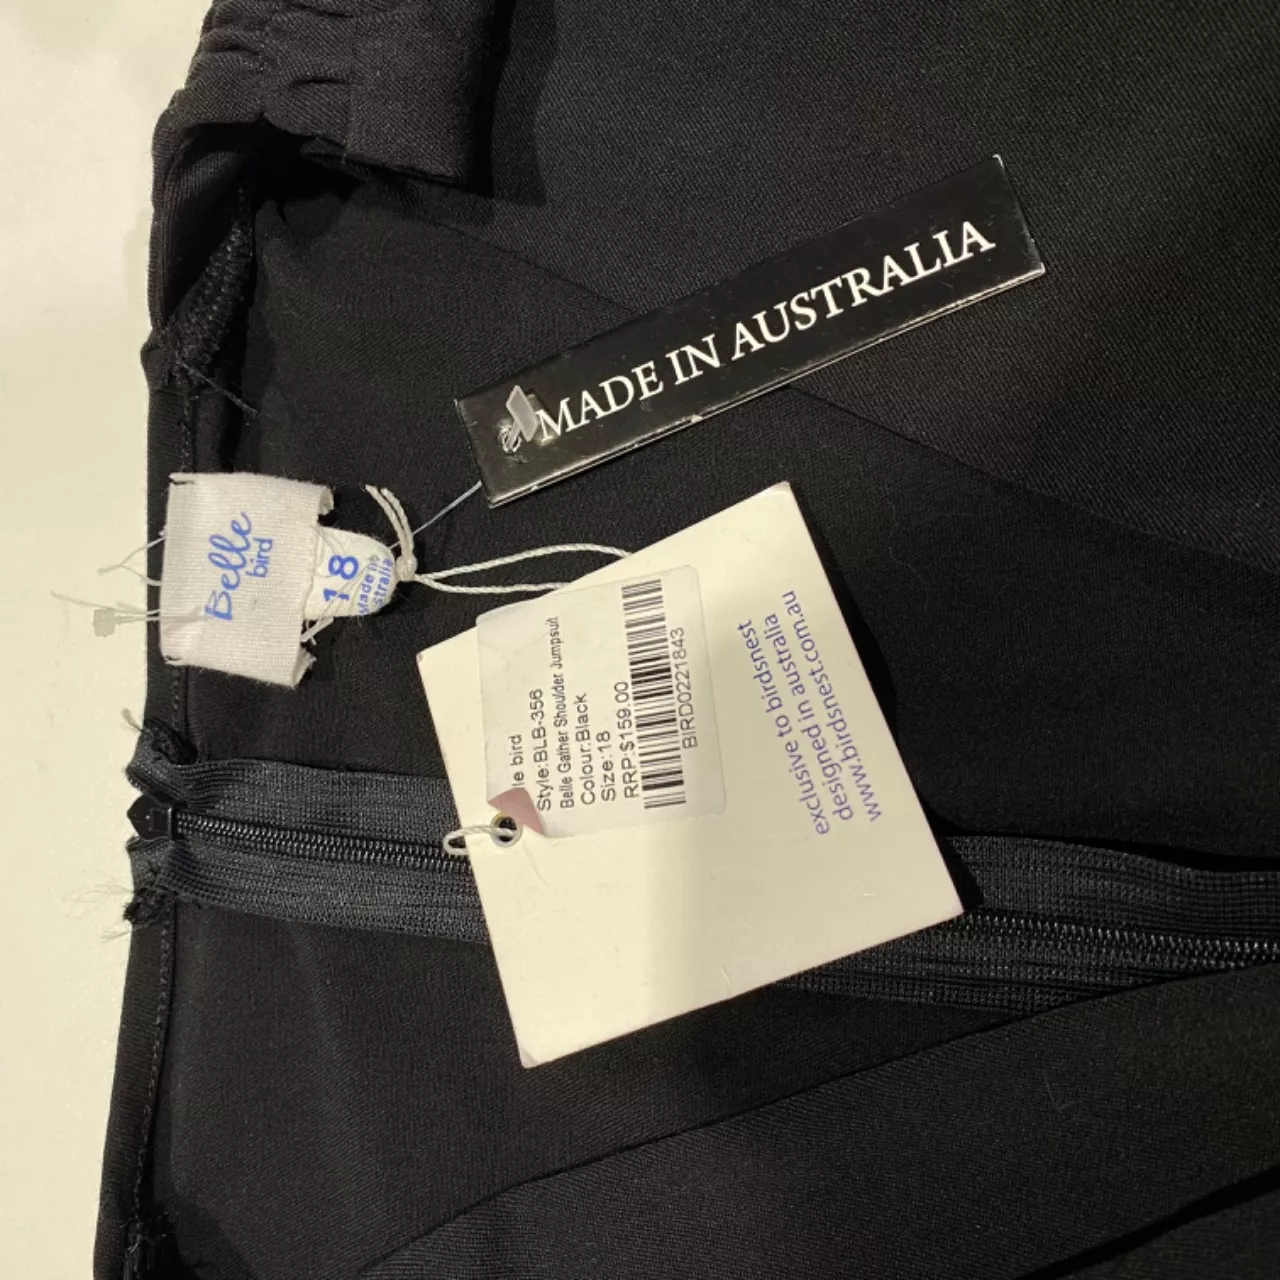 MADE IN AUSTRALIA
Belle
bird
18
Made in
stralia
le bird
Style:BLB-356
Belle Gather Shoulder Jumpsuit
Colour:Black
Size:18
RRP:$159.00
BIRD0221843
exclusive to birdsnest
designed in australia
www.birdsnest.com.au